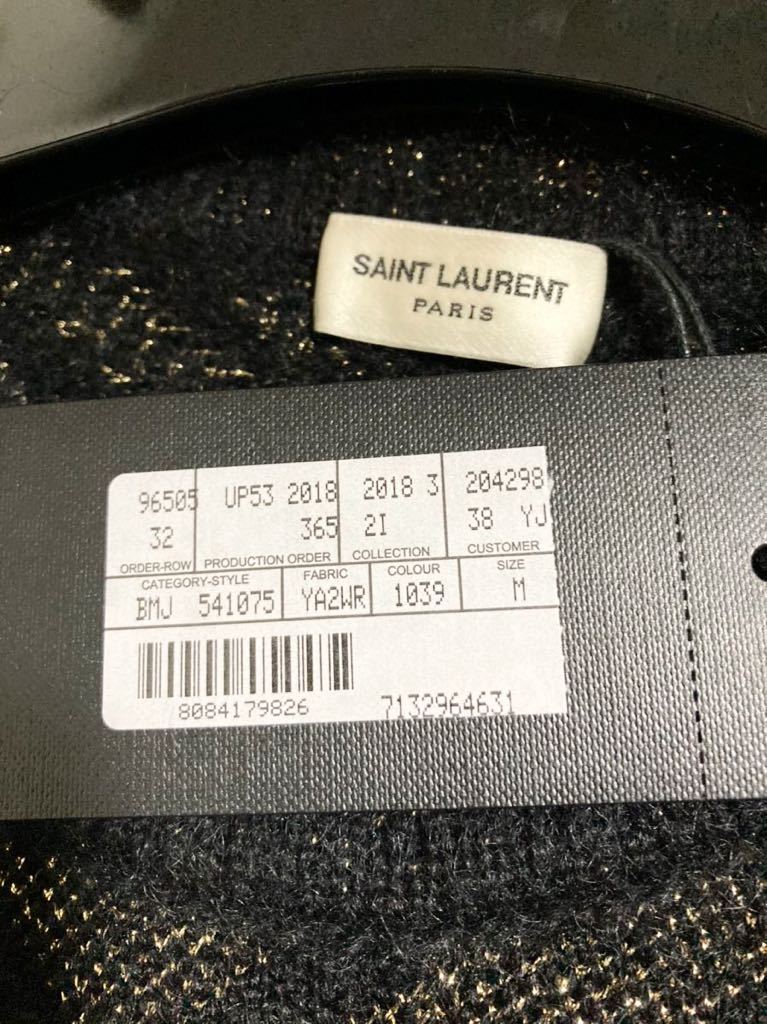 SAINT LAURENT
PARIS
96505 UP53 2018 2018 3 204298
32 365 2I 38 YJ
ORDER-ROW PRODUCTION ORDER COLLECTION CUSTOMER
CATEGORY-STYLE FABRIC COLOUR SIZE
BMJ 541075 YA2WR 1039 M
8084179826 7132964631